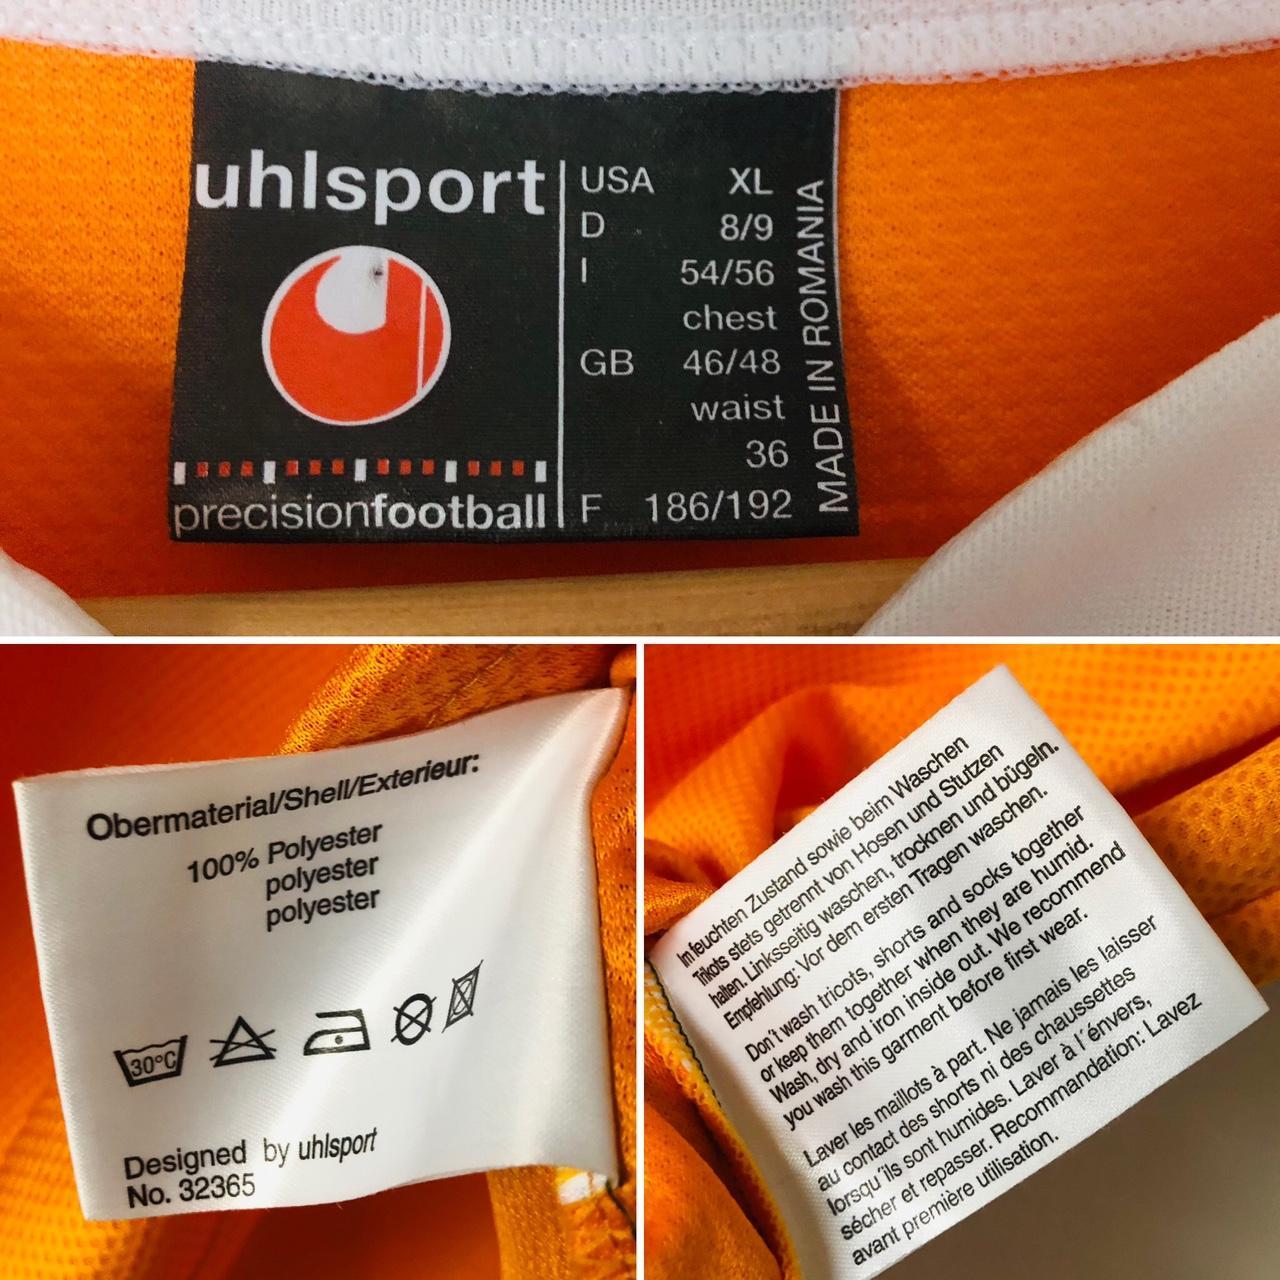 uhlsport
precisionfootball
USA XL
D 8/9
I 54/56
chest
GB 46/48
waist
36
F 186/192
MADE IN ROMANIA
Obermaterial/Shell/Exterieur:
100% Polyester
polyester
polyester
30°C
Designed by uhlsport
No. 32365
Im feuchten Zustand sowie beim Waschen
Trikots stets getrennt von Hosen und Stutzen
halten. Linksseitig waschen, trocknen und bügeln.
Empfehlung: Vor dem ersten Tragen waschen.
Don't wash tricots, shorts and socks together
or keep them together when they are humid.
Wash, dry and iron inside out. We recommend
you wash this garment before first wear.
Laver les maillots à part. Ne jamais les laisser
au contact des shorts ni des chaussettes
lorsqu'ils sont humides. Laver à l'énvers,
sécher et repasser. Recommandation: Lavez
avant première utilisation.